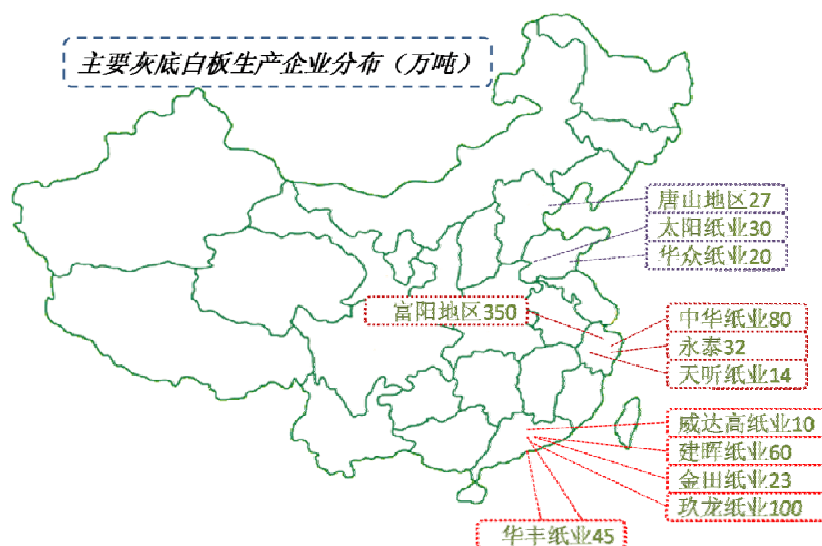 主要灰底白板生产企业分布（万吨）
唐山地区27
太阳纸业30
华众纸业20
富阳地区350
中华纸业80
永泰32
天听纸业14
威达高纸业10
建晖纸业60
金田纸业23
玖龙纸业100
华丰纸业45